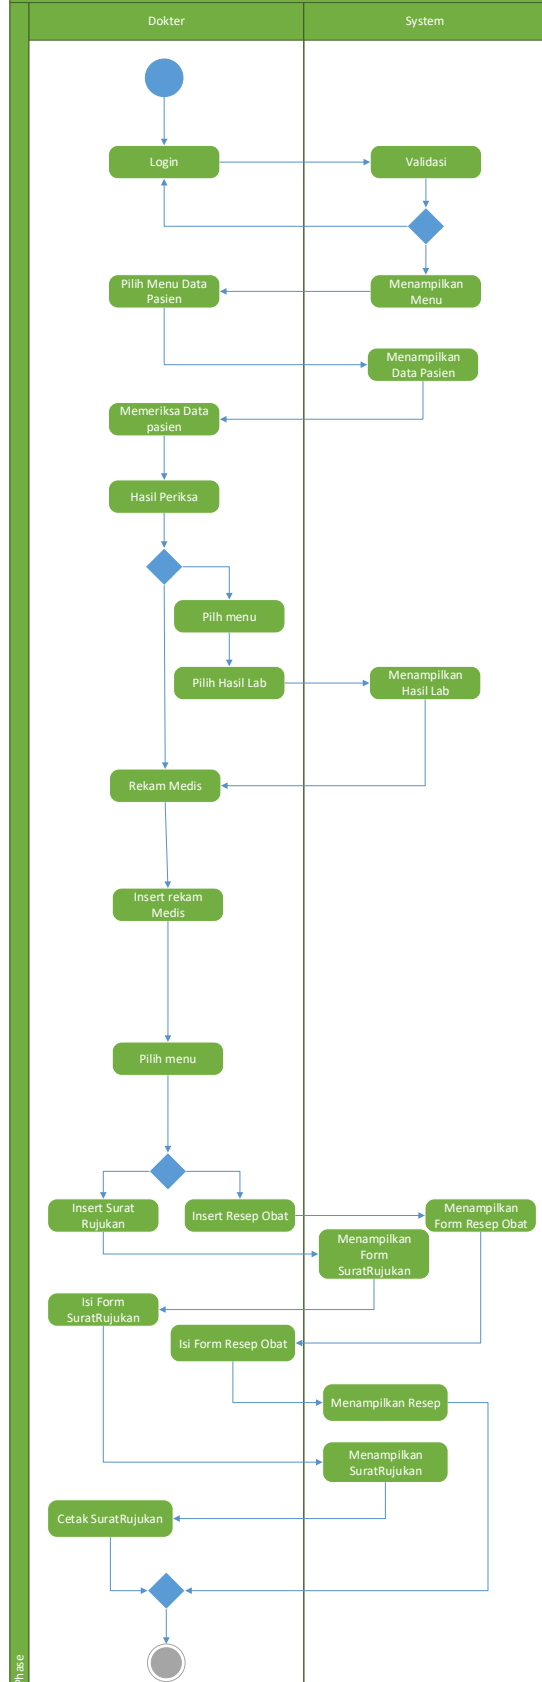 Dokter
System
Login
Validasi
Pilih Menu Data
Pasien
Menampilkan
Menu
Menampilkan
Data Pasien
Memeriksa Data
pasien
Hasil Periksa
Pilh menu
Pilih Hasil Lab
Menampilkan
Hasil Lab
Rekam Medis
Insert rekam
Medis
Pilih menu
Insert Surat
Rujukan
Insert Resep Obat
Menampilkan
Form Resep Obat
Menampilkan
Form
SuratRujukan
Isi Form
SuratRujukan
Isi Form Resep Obat
Menampilkan Resep
Menampilkan
SuratRujukan
Cetak SuratRujukan
Phase